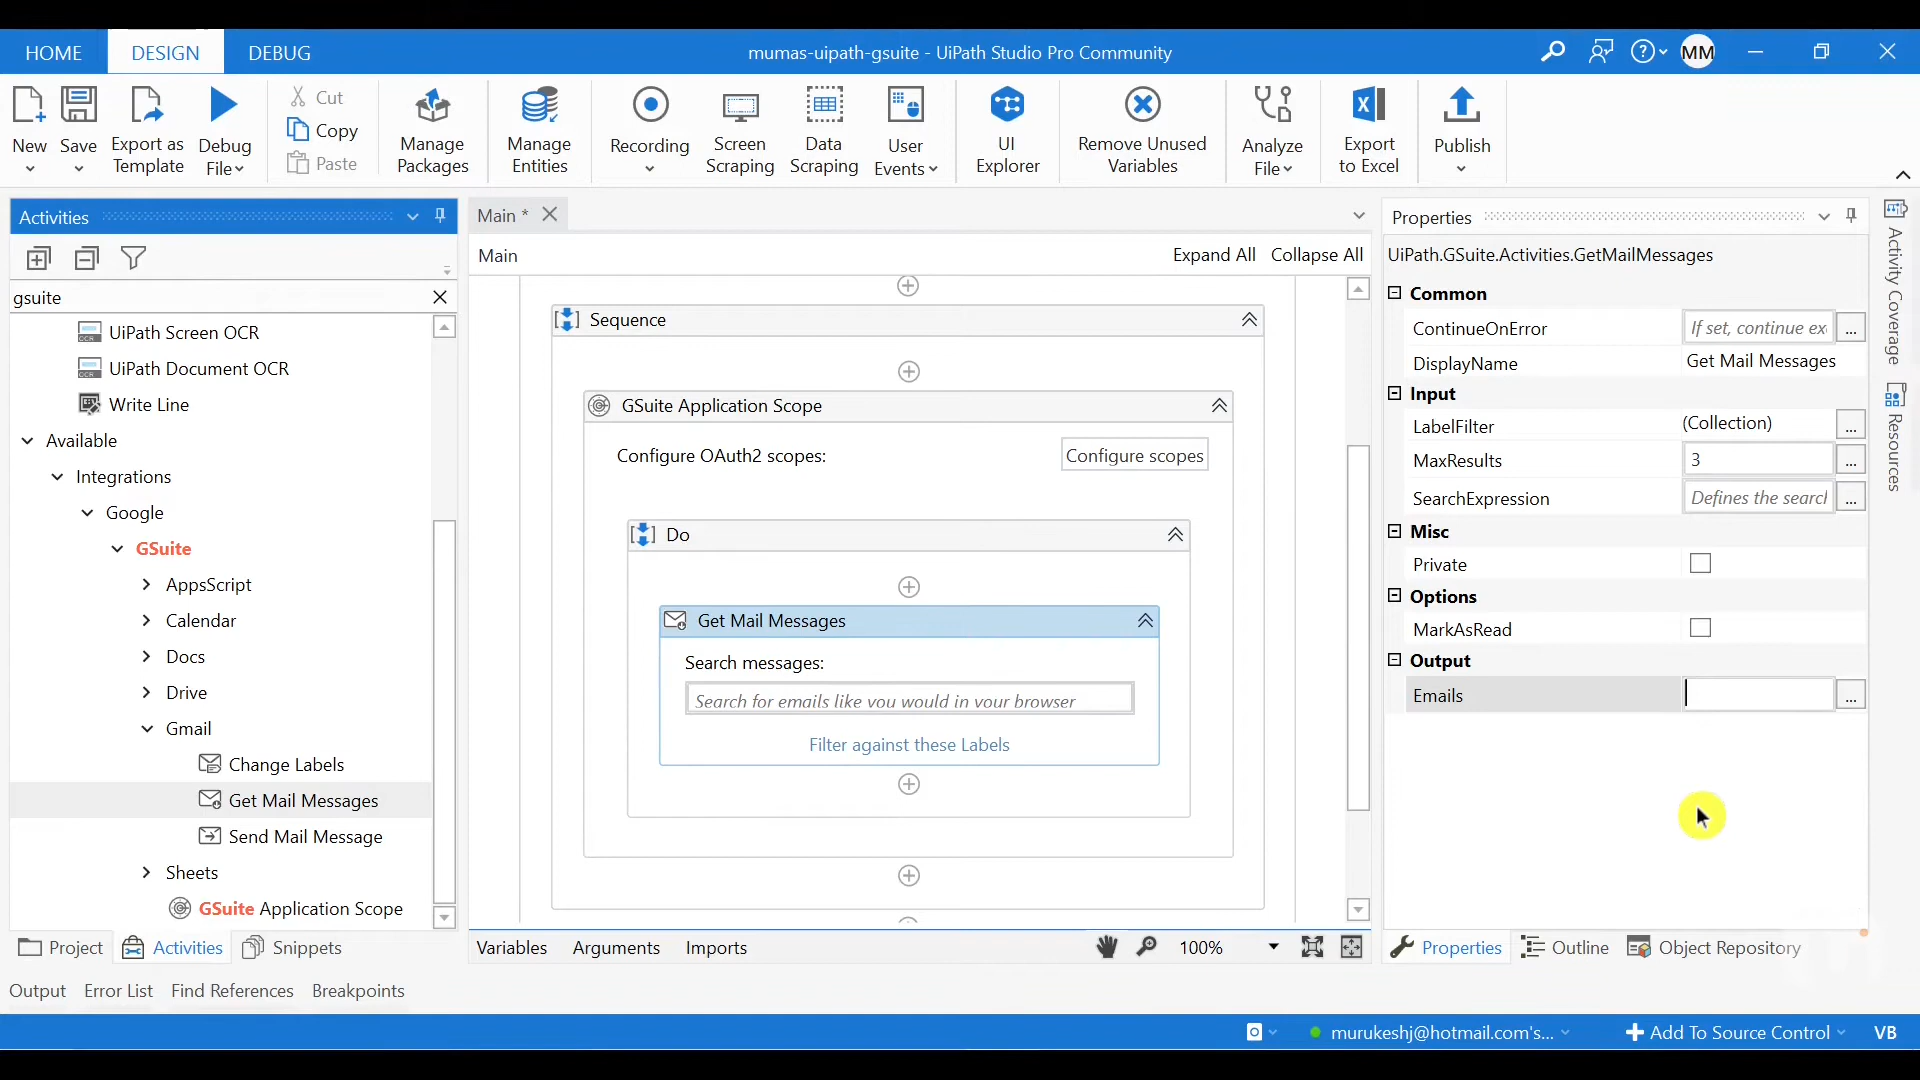 HOME DESIGN DEBUG mumas-uipath-gsuite - UiPath Studio Pro Community MM
New Save Export as Template Debug File Cut Copy Paste Manage Packages Manage Entities Recording Screen Scraping Data Scraping User Events UI Explorer Remove Unused Variables Analyze File Export to Excel Publish
Activities
gsuite
UiPath Screen OCR
UiPath Document OCR
Write Line
Available
Integrations
Google
GSuite
AppsScript
Calendar
Docs
Drive
Gmail
Change Labels
Get Mail Messages
Send Mail Message
Sheets
GSuite Application Scope
Project Activities Snippets
Main *
Main Expand All Collapse All
Sequence
GSuite Application Scope
Configure OAuth2 scopes: Configure scopes
Do
Get Mail Messages
Search messages:
Search for emails like you would in your browser
Filter against these Labels
Variables Arguments Imports 100%
Properties
UiPath.GSuite.Activities.GetMailMessages
Common
ContinueOnError If set, continue ex ...
DisplayName Get Mail Messages
Input
LabelFilter (Collection) ...
MaxResults 3 ...
SearchExpression Defines the search ...
Misc
Private
Options
MarkAsRead
Output
Emails ...
Properties Outline Object Repository
Activity Coverage
Resources
Output Error List Find References Breakpoints
murukeshj@hotmail.com's... Add To Source Control VB